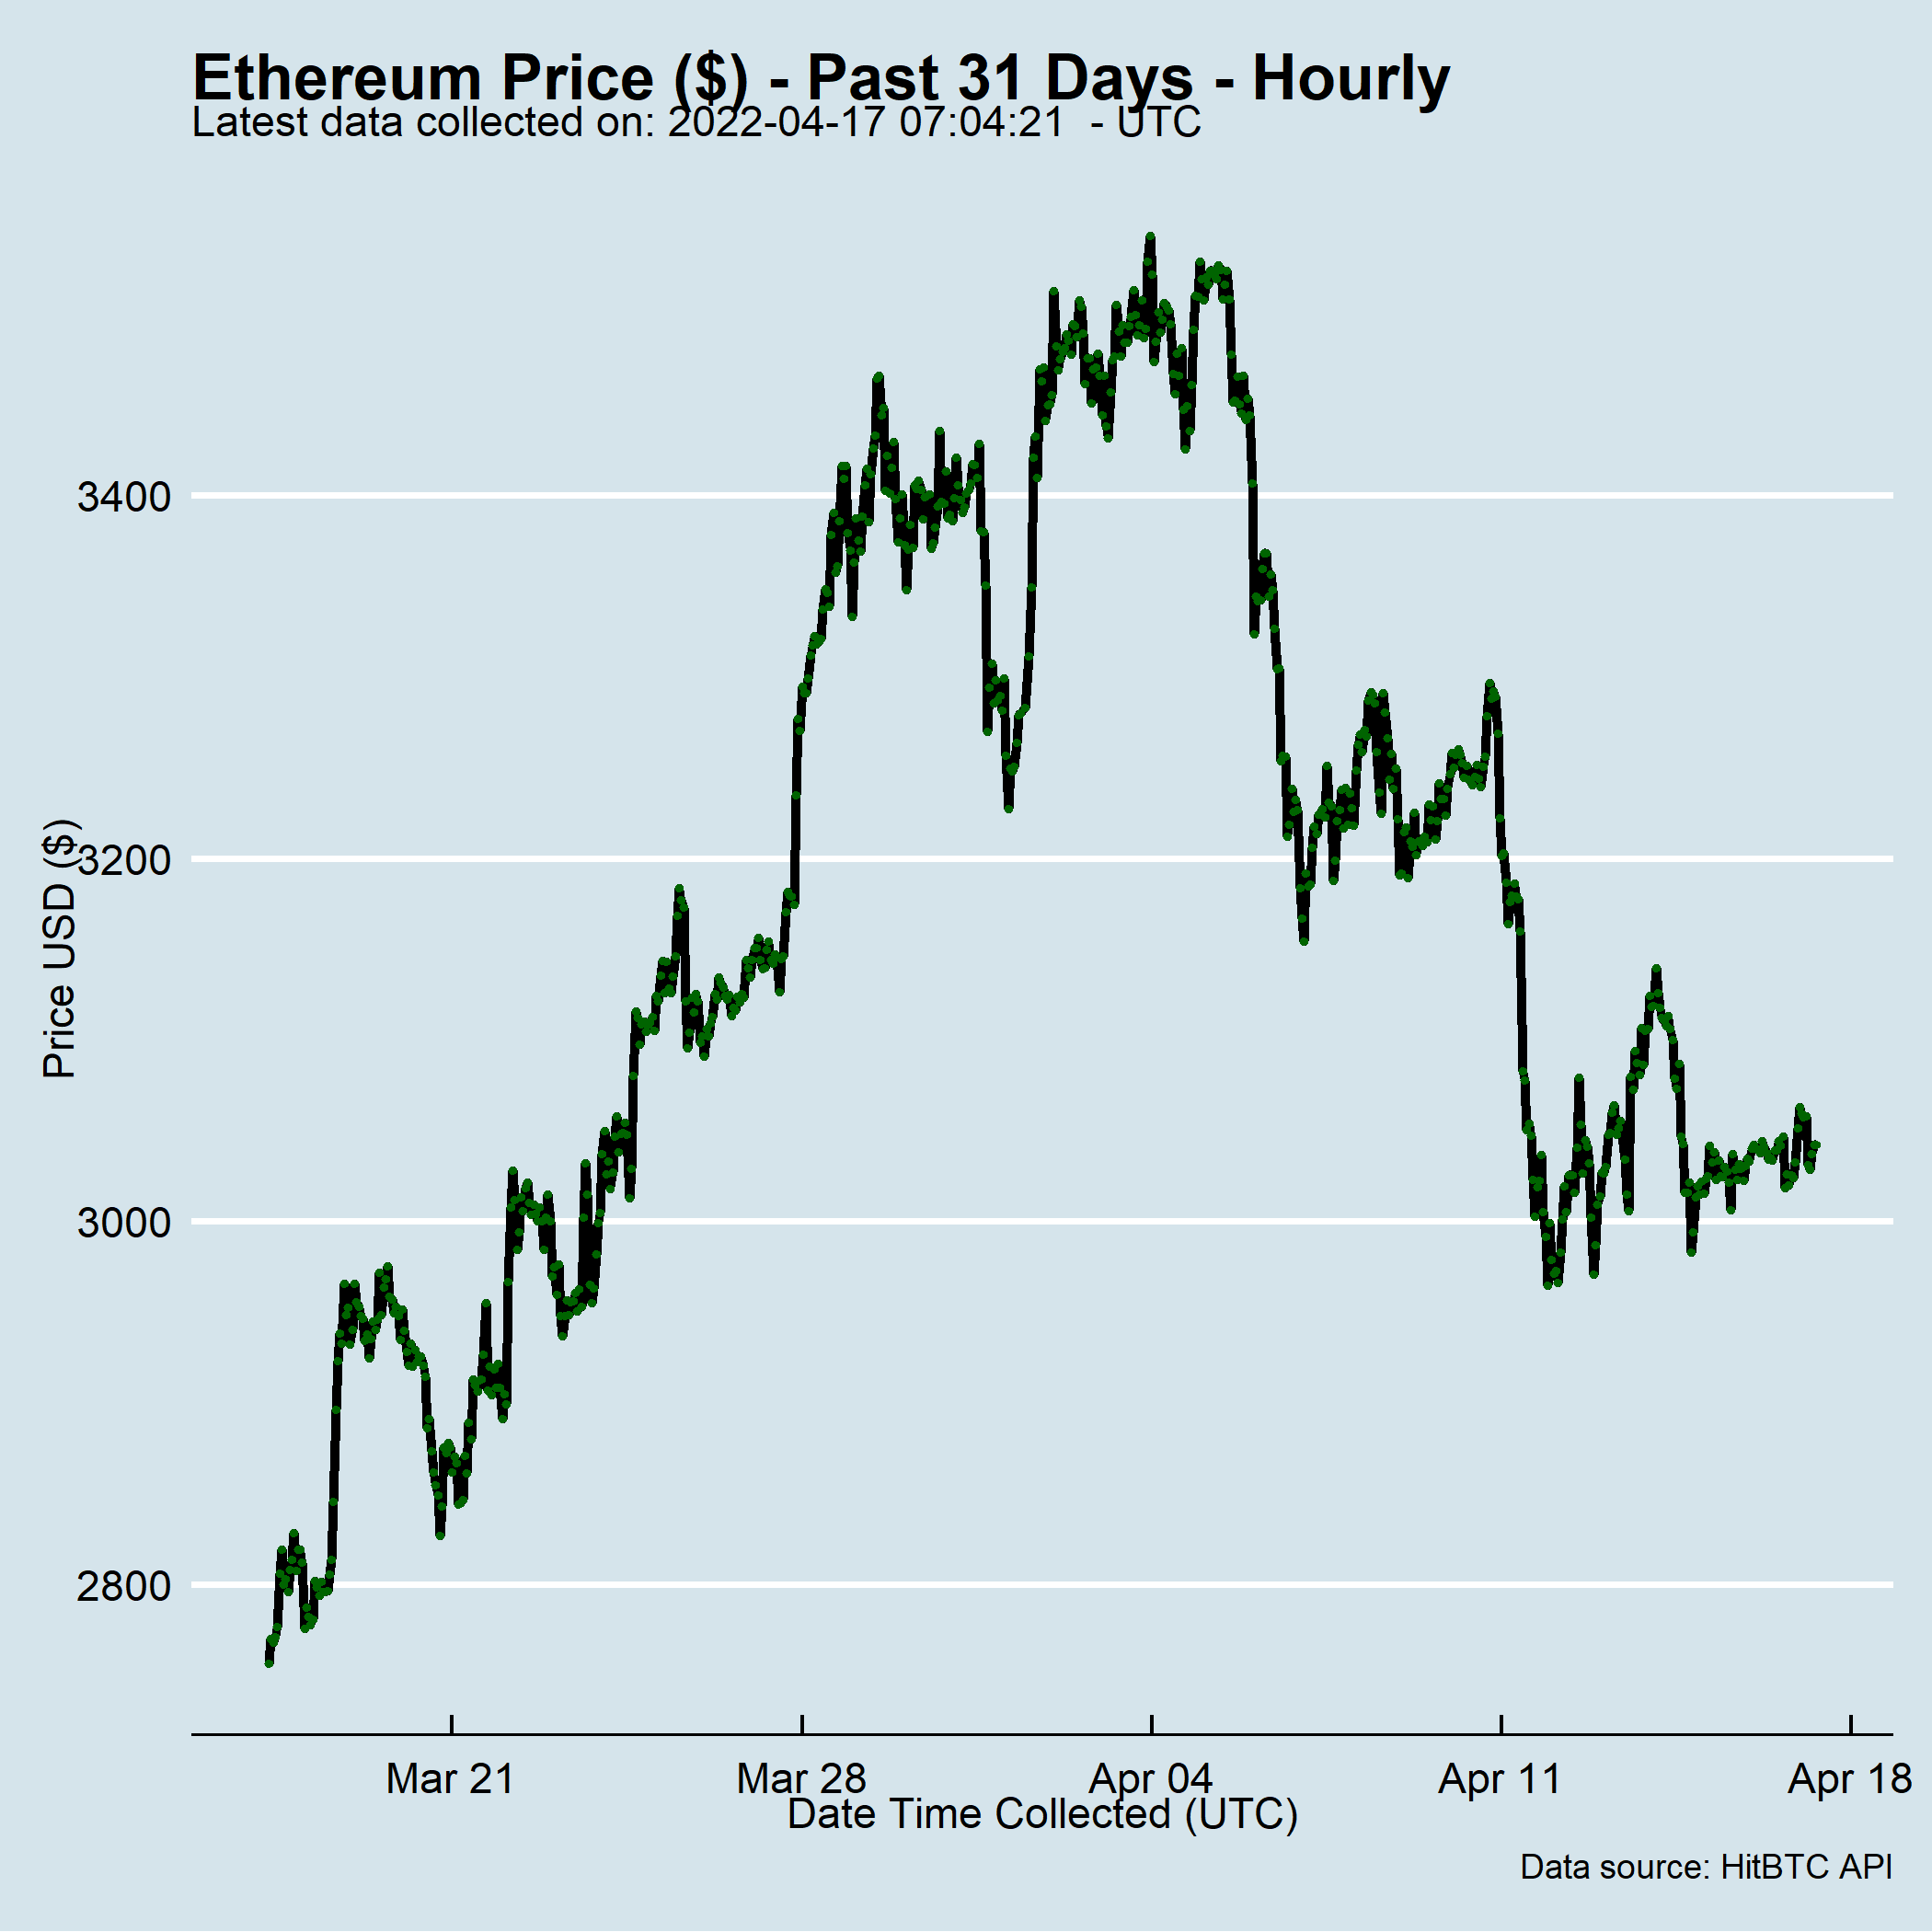 Ethereum Price ($) - Past 31 Days - Hourly
Latest data collected on: 2022-04-17 07:04:21  - UTC
Price USD ($)
3400
3200
3000
2800
Mar 21 Mar 28 Apr 04 Apr 11 Apr 18
Date Time Collected (UTC)
Data source: HitBTC API